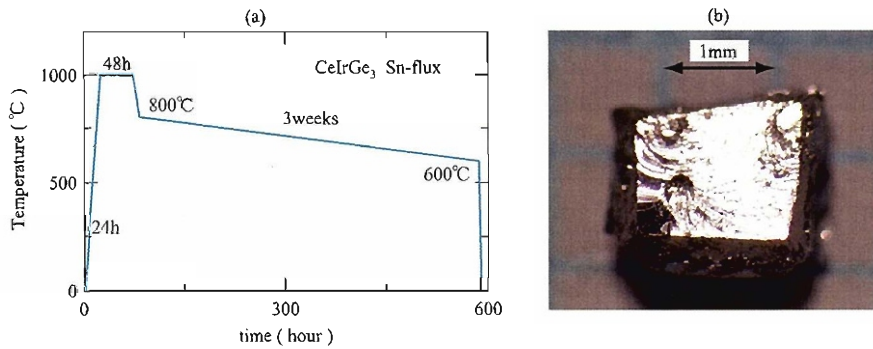 (a)
48h
CeIrGe3 Sn-flux
1000
800℃
3weeks
500
600℃
24h
0
0
300
600
Temperature ( ℃ )
time ( hour )
(b)
1mm